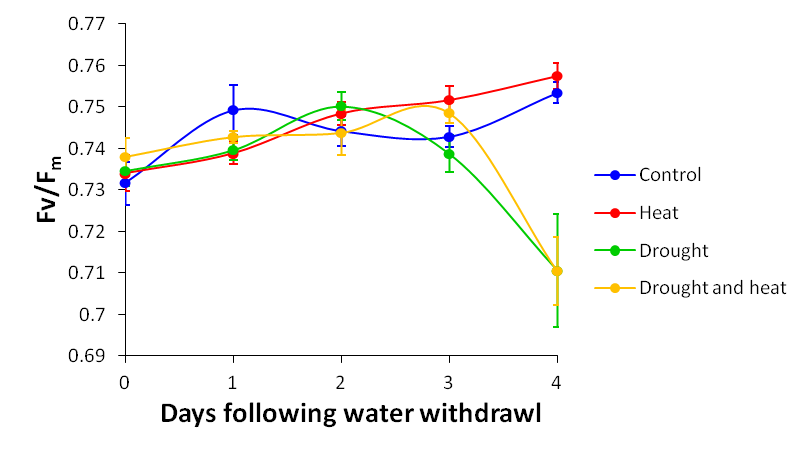 0.77
0.76
0.75
0.74
0.73
0.72
0.71
0.7
0.69
Fv/Fm
0 1 2 3 4
Days following water withdrawl
Control
Heat
Drought
Drought and heat